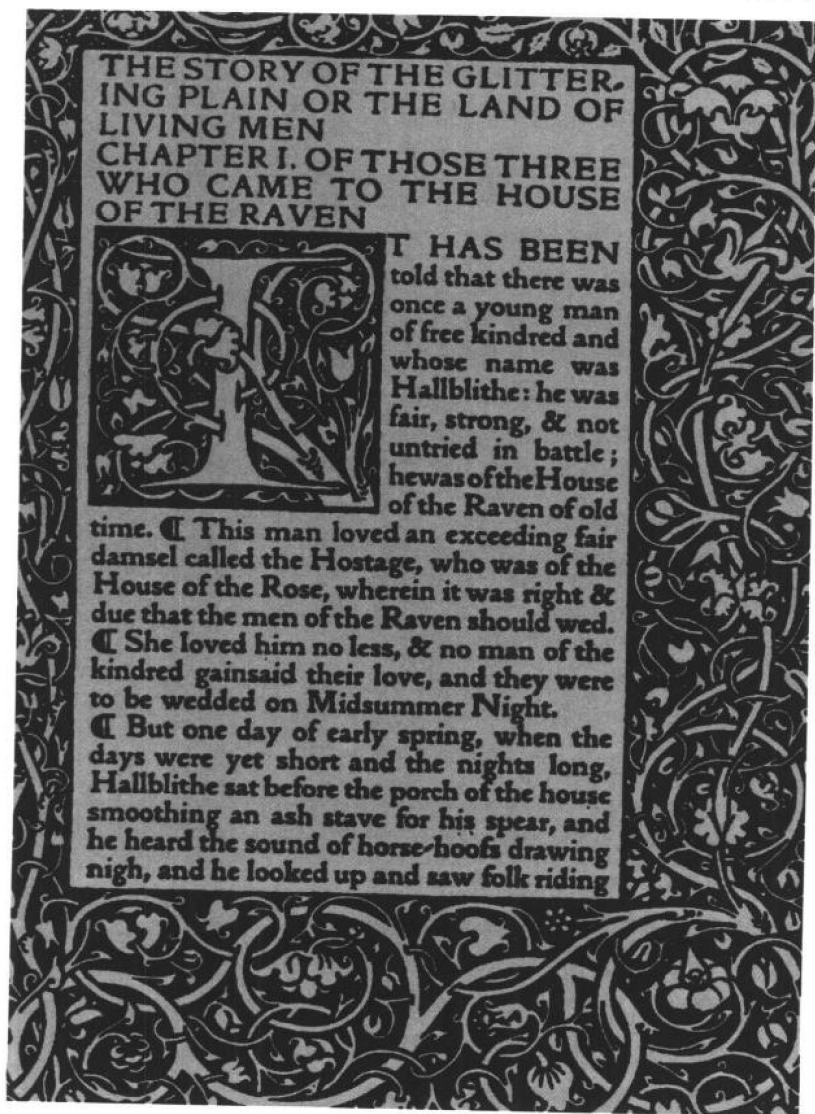 THE STORY OF THE GLITTER-
ING PLAIN OR THE LAND OF
LIVING MEN
CHAPTER I. OF THOSE THREE
WHO CAME TO THE HOUSE
OF THE RAVEN
IT HAS BEEN
told that there was
once a young man
of free kindred and
whose name was
Hallblithe: he was
fair, strong, & not
untried in battle;
he was of the House
of the Raven of old
time. ⁋ This man loved an exceeding fair
damsel called the Hostage, who was of the
House of the Rose, wherein it was right &
due that the men of the Raven should wed.
⁋ She loved him no less, & no man of the
kindred gainsaid their love, and they were
to be wedded on Midsummer Night.
⁋ But one day of early spring, when the
days were yet short and the nights long,
Hallblithe sat before the porch of the house
smoothing an ash stave for his spear, and
he heard the sound of horse-hoofs drawing
nigh, and he looked up and saw folk riding